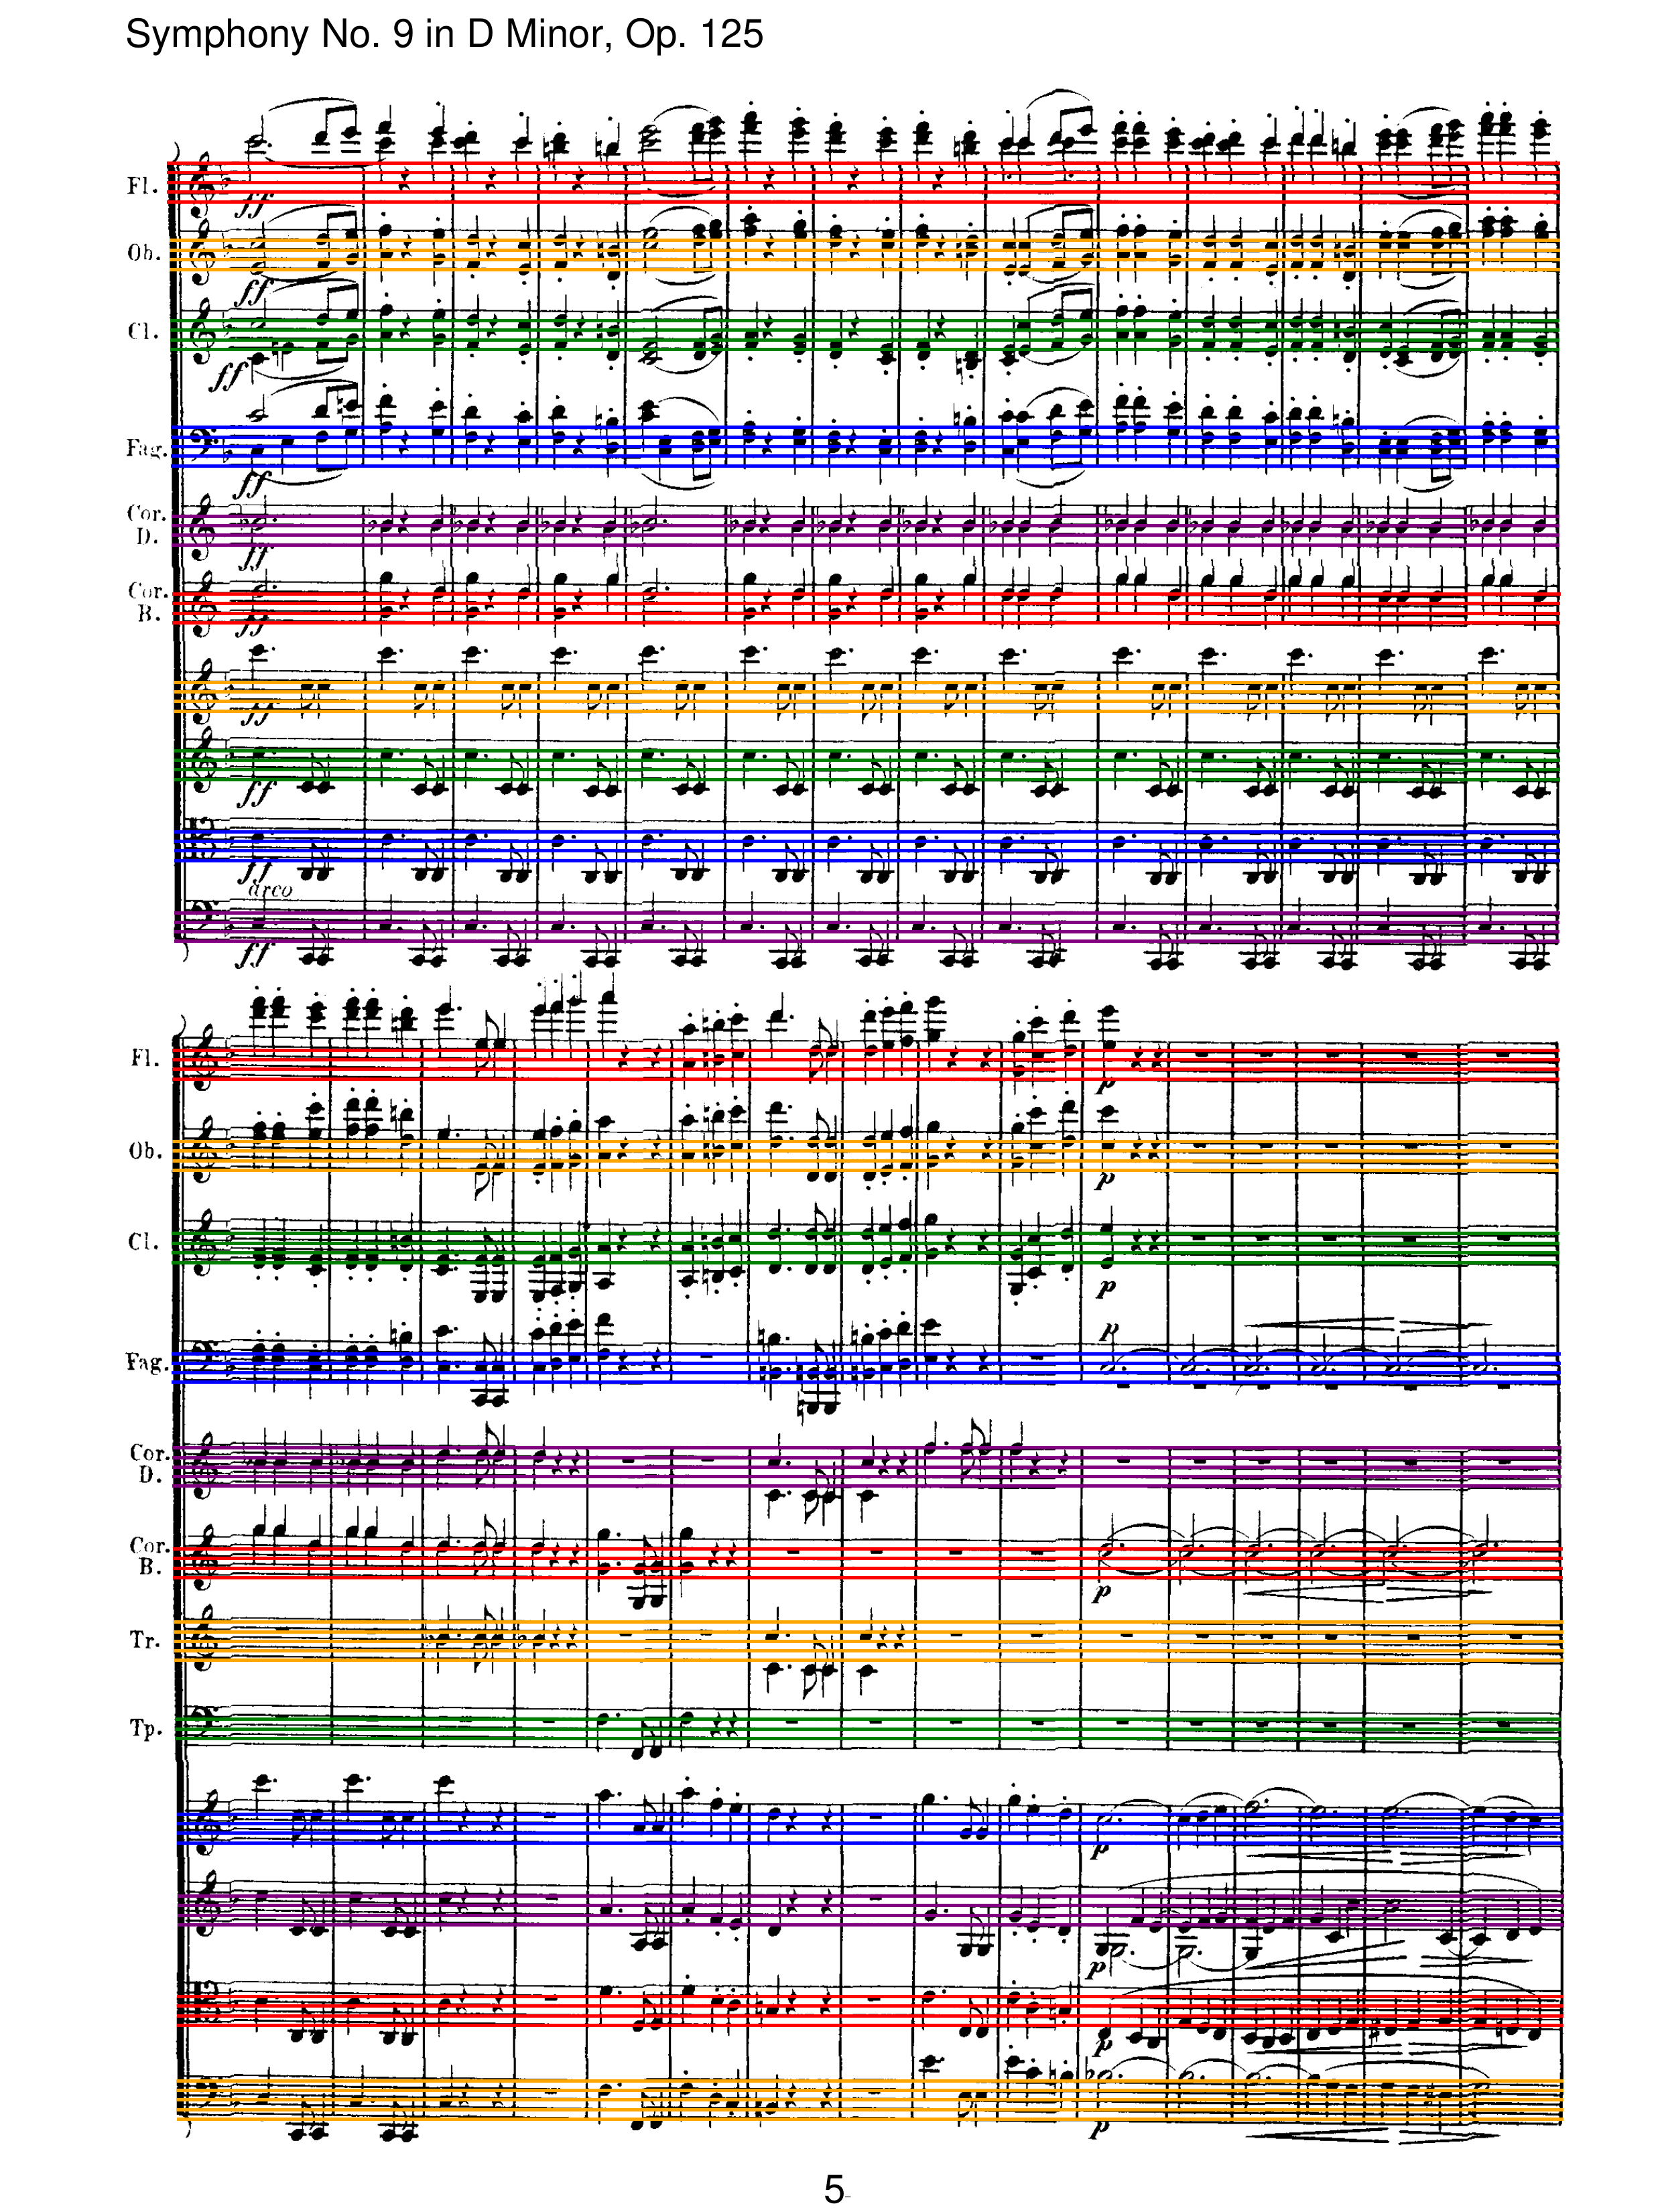 Symphony No. 9 in D Minor, Op. 125
Fl.
ff
Ob.
ff
Cl.
ff
Fag.
ff
Cor.
D.
ff
Cor.
B.
ff
ff
ff
ff
arco
ff
Fl.
p
Ob.
p
Cl.
p
Fag.
p
Cor.
D.
Cor.
B.
p
Tr.
Tp.
p
p
p
p
5